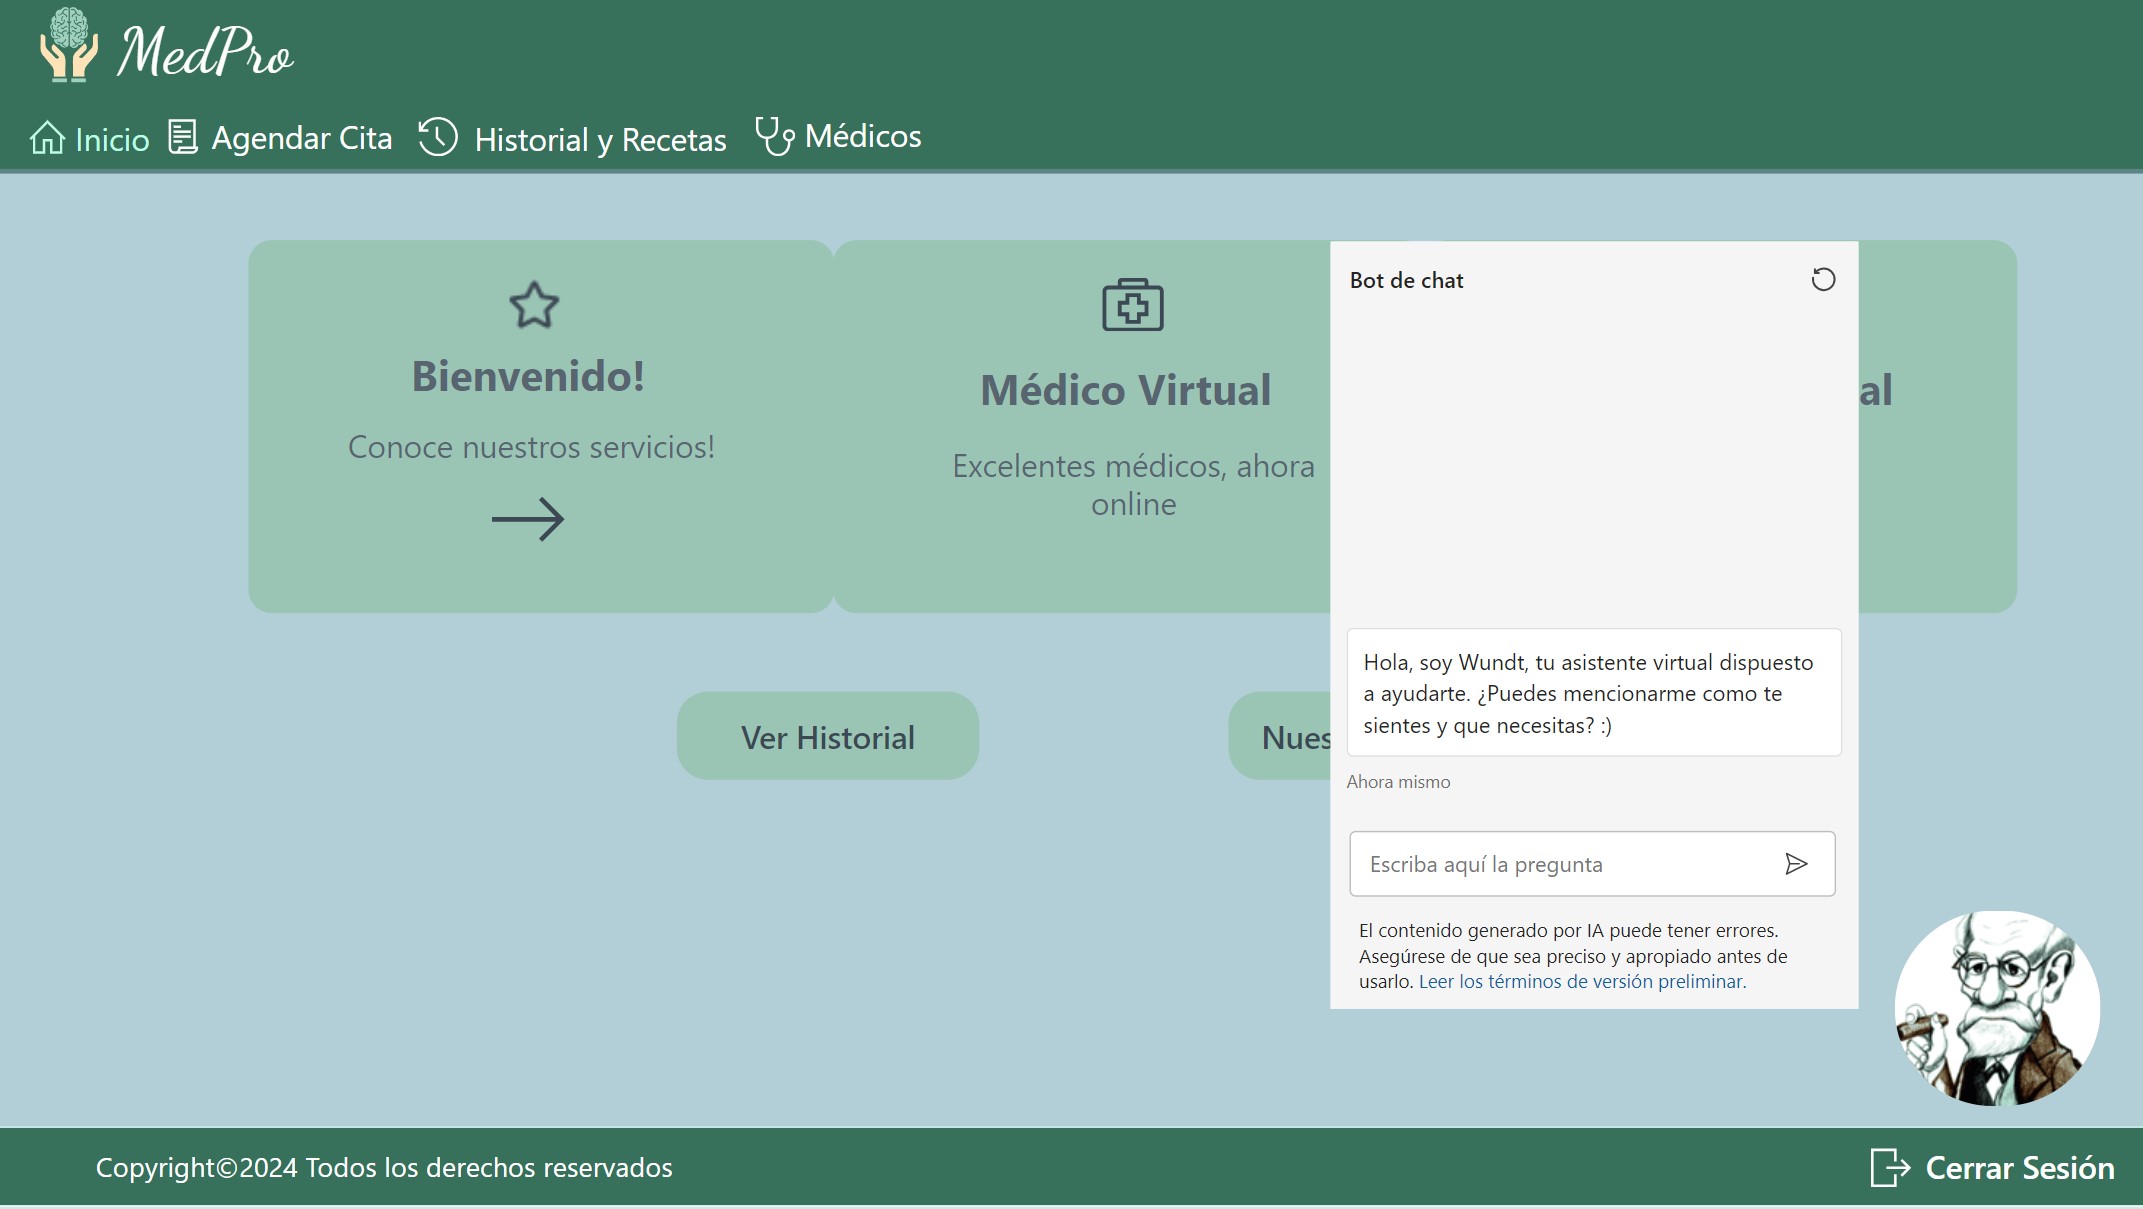 MedPro
Inicio
Agendar Cita
Historial y Recetas
Médicos
Bienvenido!
Conoce nuestros servicios!
Médico Virtual
Excelentes médicos, ahora
online
al
Ver Historial
Nues
Bot de chat
Hola, soy Wundt, tu asistente virtual dispuesto
a ayudarte. ¿Puedes mencionarme como te
sientes y que necesitas? :)
Ahora mismo
Escriba aquí la pregunta
El contenido generado por IA puede tener errores.
Asegúrese de que sea preciso y apropiado antes de
usarlo. Leer los términos de versión preliminar.
Copyright©2024 Todos los derechos reservados
Cerrar Sesión